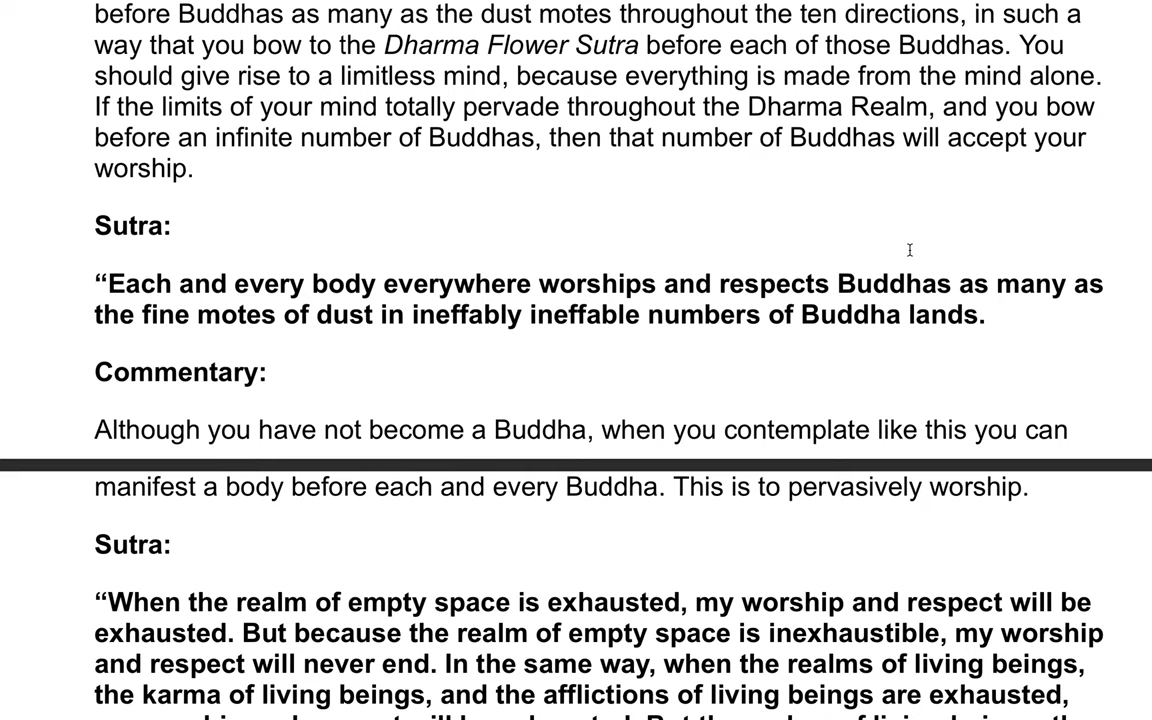 before Buddhas as many as the dust motes throughout the ten directions, in such a
way that you bow to the Dharma Flower Sutra before each of those Buddhas. You
should give rise to a limitless mind, because everything is made from the mind alone.
If the limits of your mind totally pervade throughout the Dharma Realm, and you bow
before an infinite number of Buddhas, then that number of Buddhas will accept your
worship.
Sutra:
“Each and every body everywhere worships and respects Buddhas as many as
the fine motes of dust in ineffably ineffable numbers of Buddha lands.
Commentary:
Although you have not become a Buddha, when you contemplate like this you can
manifest a body before each and every Buddha. This is to pervasively worship.
Sutra:
“When the realm of empty space is exhausted, my worship and respect will be
exhausted. But because the realm of empty space is inexhaustible, my worship
and respect will never end. In the same way, when the realms of living beings,
the karma of living beings, and the afflictions of living beings are exhausted,